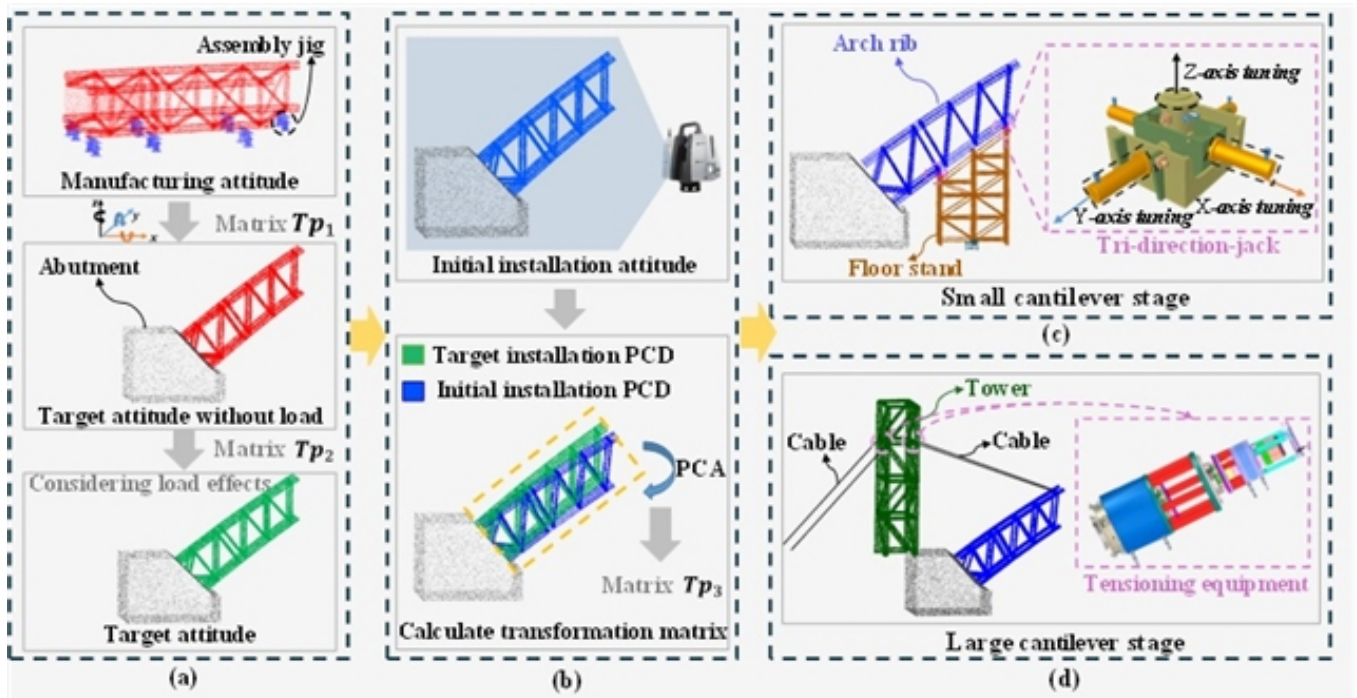 Assembly jig
Manufacturing attitude
z
y
x
Matrix Tp1
Abutment
Target attitude without load
Matrix Tp2
Considering load effects
Target attitude
(a)
Initial installation attitude
Target installation PCD
Initial installation PCD
PCA
Matrix Tp3
Calculate transformation matrix
(b)
Arch rib
Z-axis tuning
Y-axis tuning
X-axis tuning
Floor stand
Tri-direction-jack
Small cantilever stage
(c)
Tower
Cable
Cable
Tensioning equipment
Large cantilever stage
(d)